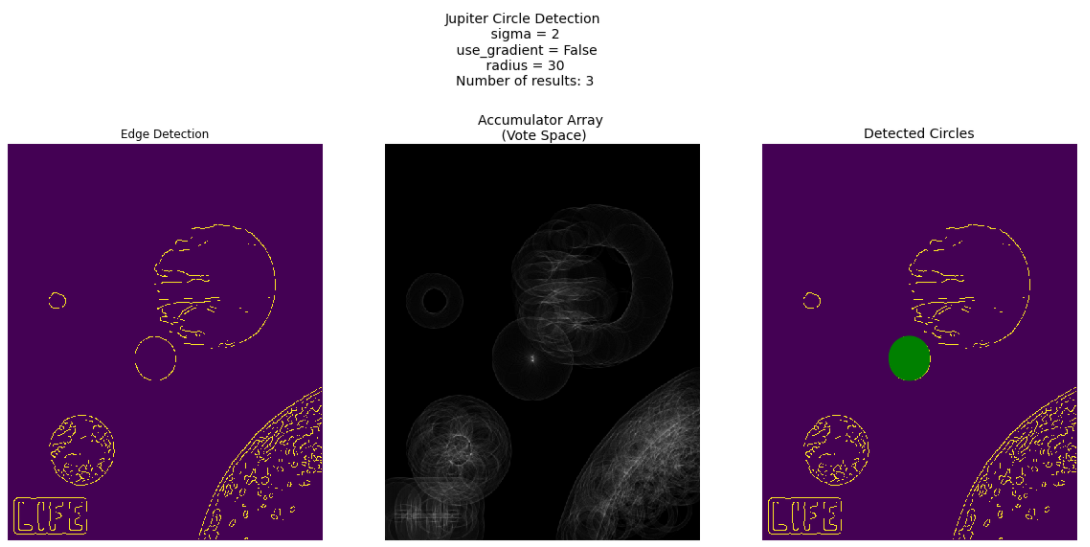 Jupiter Circle Detection
sigma = 2
use_gradient = False
radius = 30
Number of results: 3
Edge Detection
Accumulator Array
(Vote Space)
Detected Circles
LIFE
LIFE